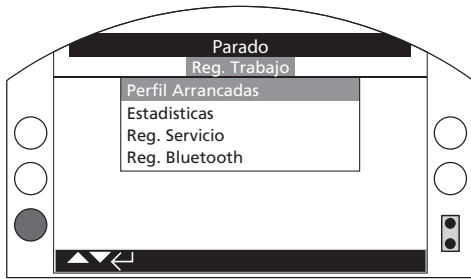 Parado
Reg. Trabajo
Perfil Arrancadas
Estadisticas
Reg. Servicio
Reg. Bluetooth